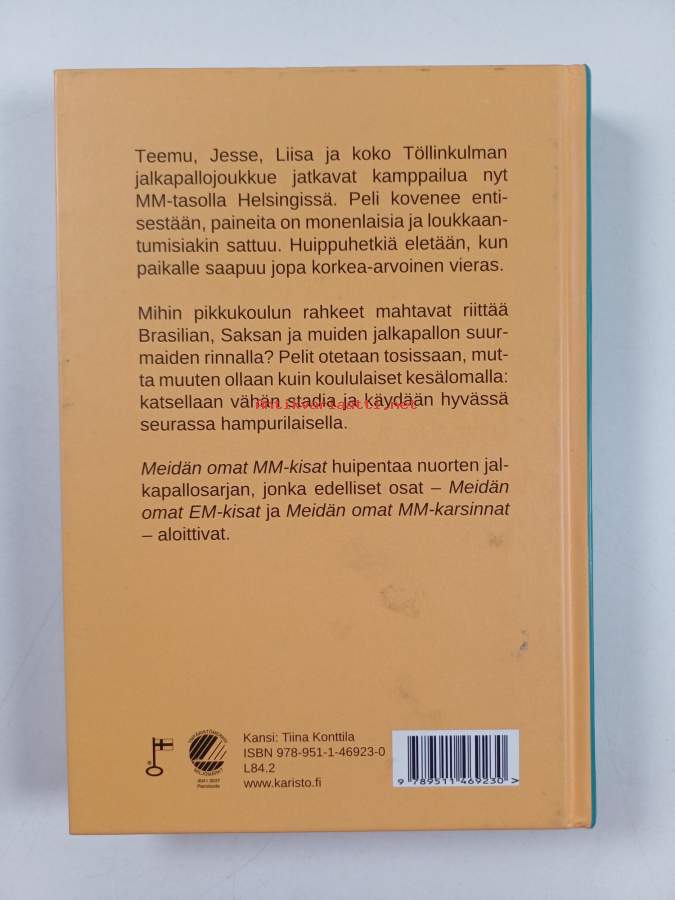 Teemu, Jesse, Liisa ja koko Töllinkulman
jalkapallojoukkue jatkavat kamppailua nyt
MM-tasolla Helsingissä. Peli kovenee enti-
sestään, paineita on monenlaisia ja loukkaan-
tumisiakin sattuu. Huippuhetkiä eletään, kun
paikalle saapuu jopa korkea-arvoinen vieras.
Mihin pikkukoulun rahkeet mahtavat riittää
Brasilian, Saksan ja muiden jalkapallon suur-
maiden rinnalla? Pelit otetaan tosissaan, mut-
ta muuten ollaan kuin koululaiset kesälomalla:
katsellaan vähän stadia ja käydään hyvässä
seurassa hampurilaisella.
Antikvariaatti.net
Meidän omat MM-kisat huipentaa nuorten jal-
kapallosarjan, jonka edelliset osat – Meidän
omat EM-kisat ja Meidän omat MM-karsinnat
– aloittivat.
Kansi: Tiina Konttila
ISBN 978-951-1-46923-0
L84.2
www.karisto.fi
9 789511 469230 >